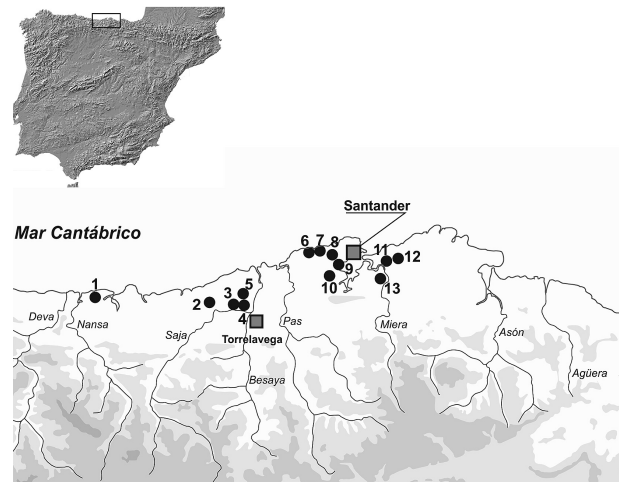 Santander
Mar Cantábrico
6 7 8
11 12
9
1
5
10
13
2
3
4
Deva
Nansa
Saja
Torrelavega
Pas
Miera
Asón
Besaya
Agüera